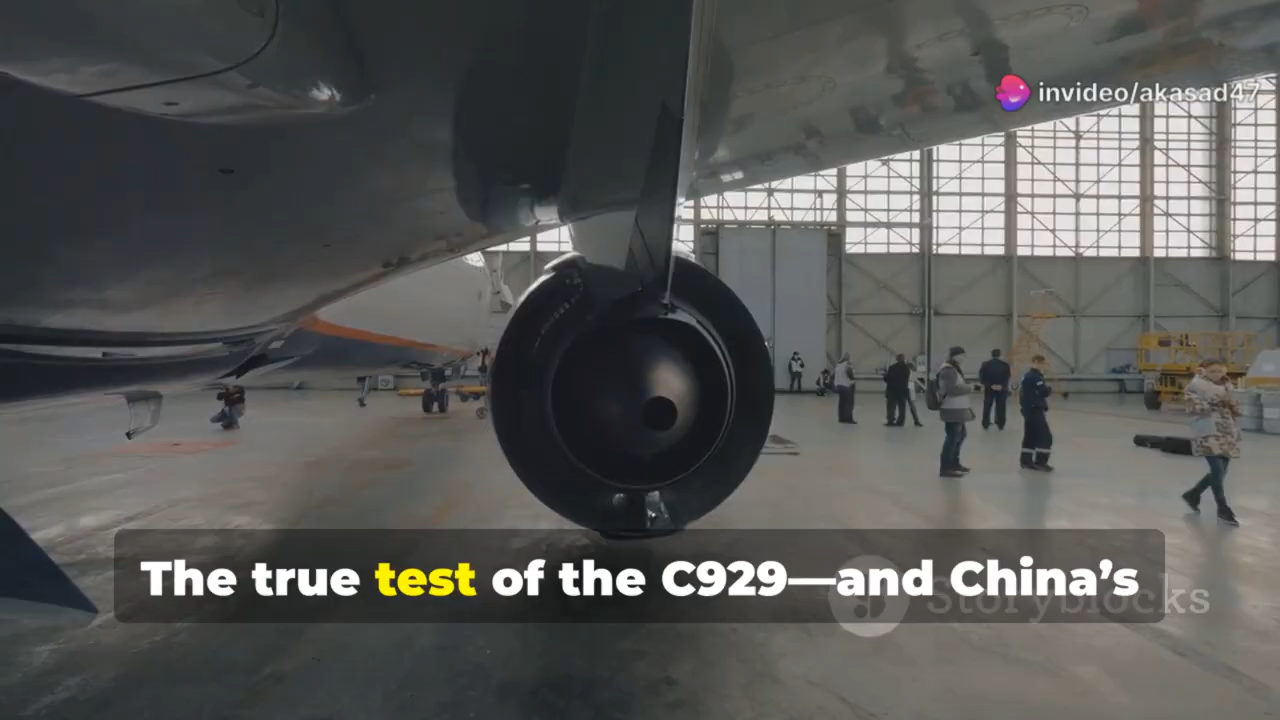 invideo/akasad47
The true test of the C929—and China's
Storyblocks